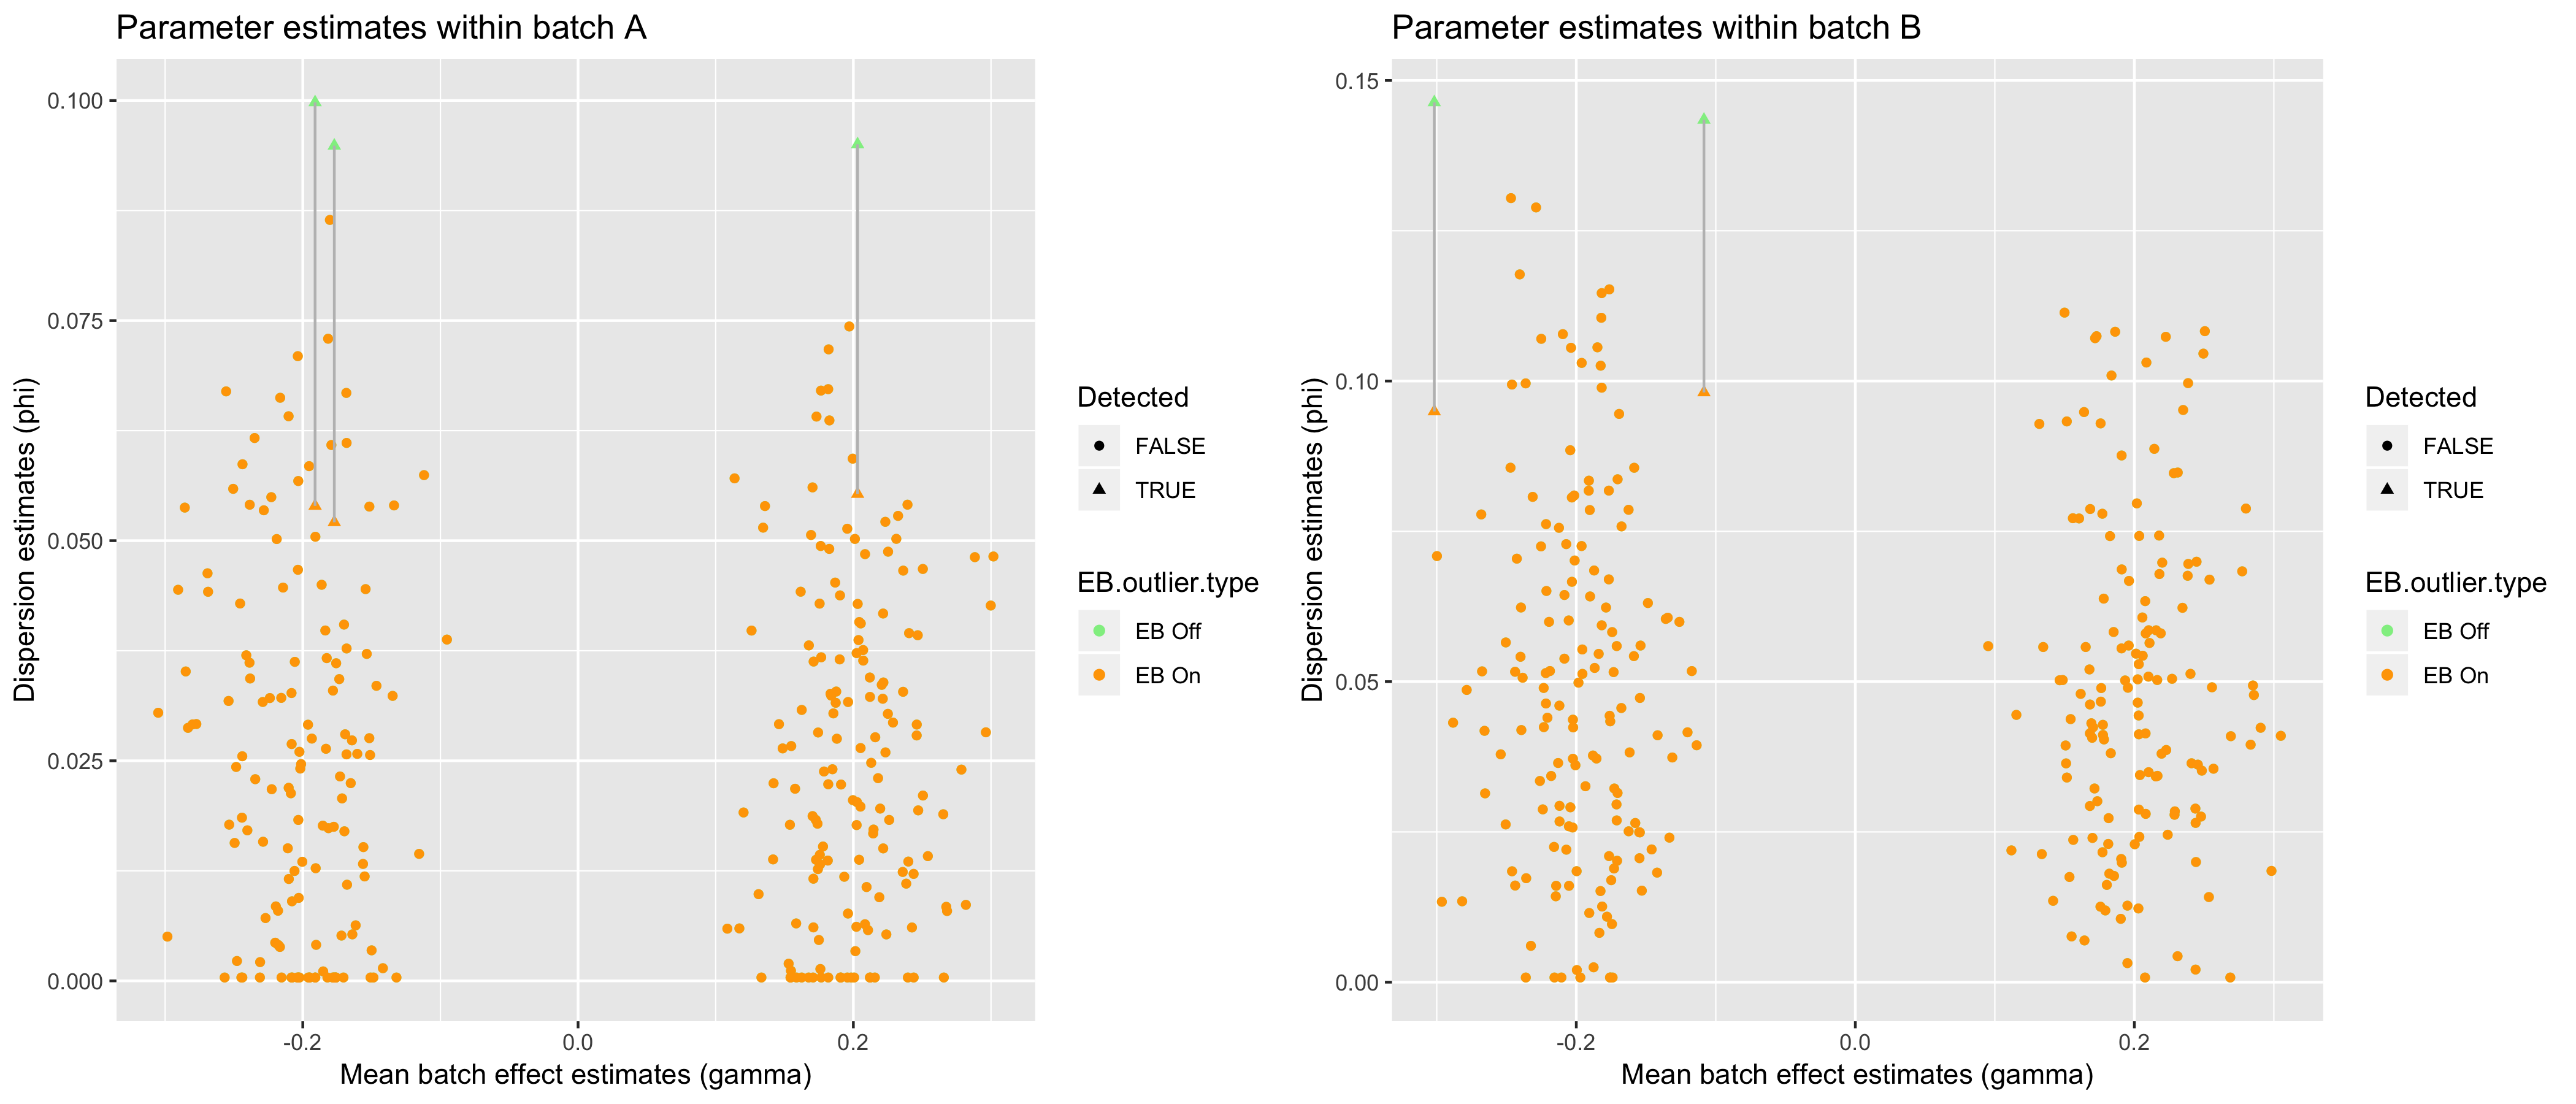 Parameter estimates within batch A
0.100
0.075
0.050
0.025
0.000
Dispersion estimates (phi)
-0.2
0.0
0.2
Mean batch effect estimates (gamma)
Detected
FALSE
TRUE
EB.outlier.type
EB Off
EB On
Parameter estimates within batch B
0.15
0.10
0.05
0.00
Dispersion estimates (phi)
-0.2
0.0
0.2
Mean batch effect estimates (gamma)
Detected
FALSE
TRUE
EB.outlier.type
EB Off
EB On